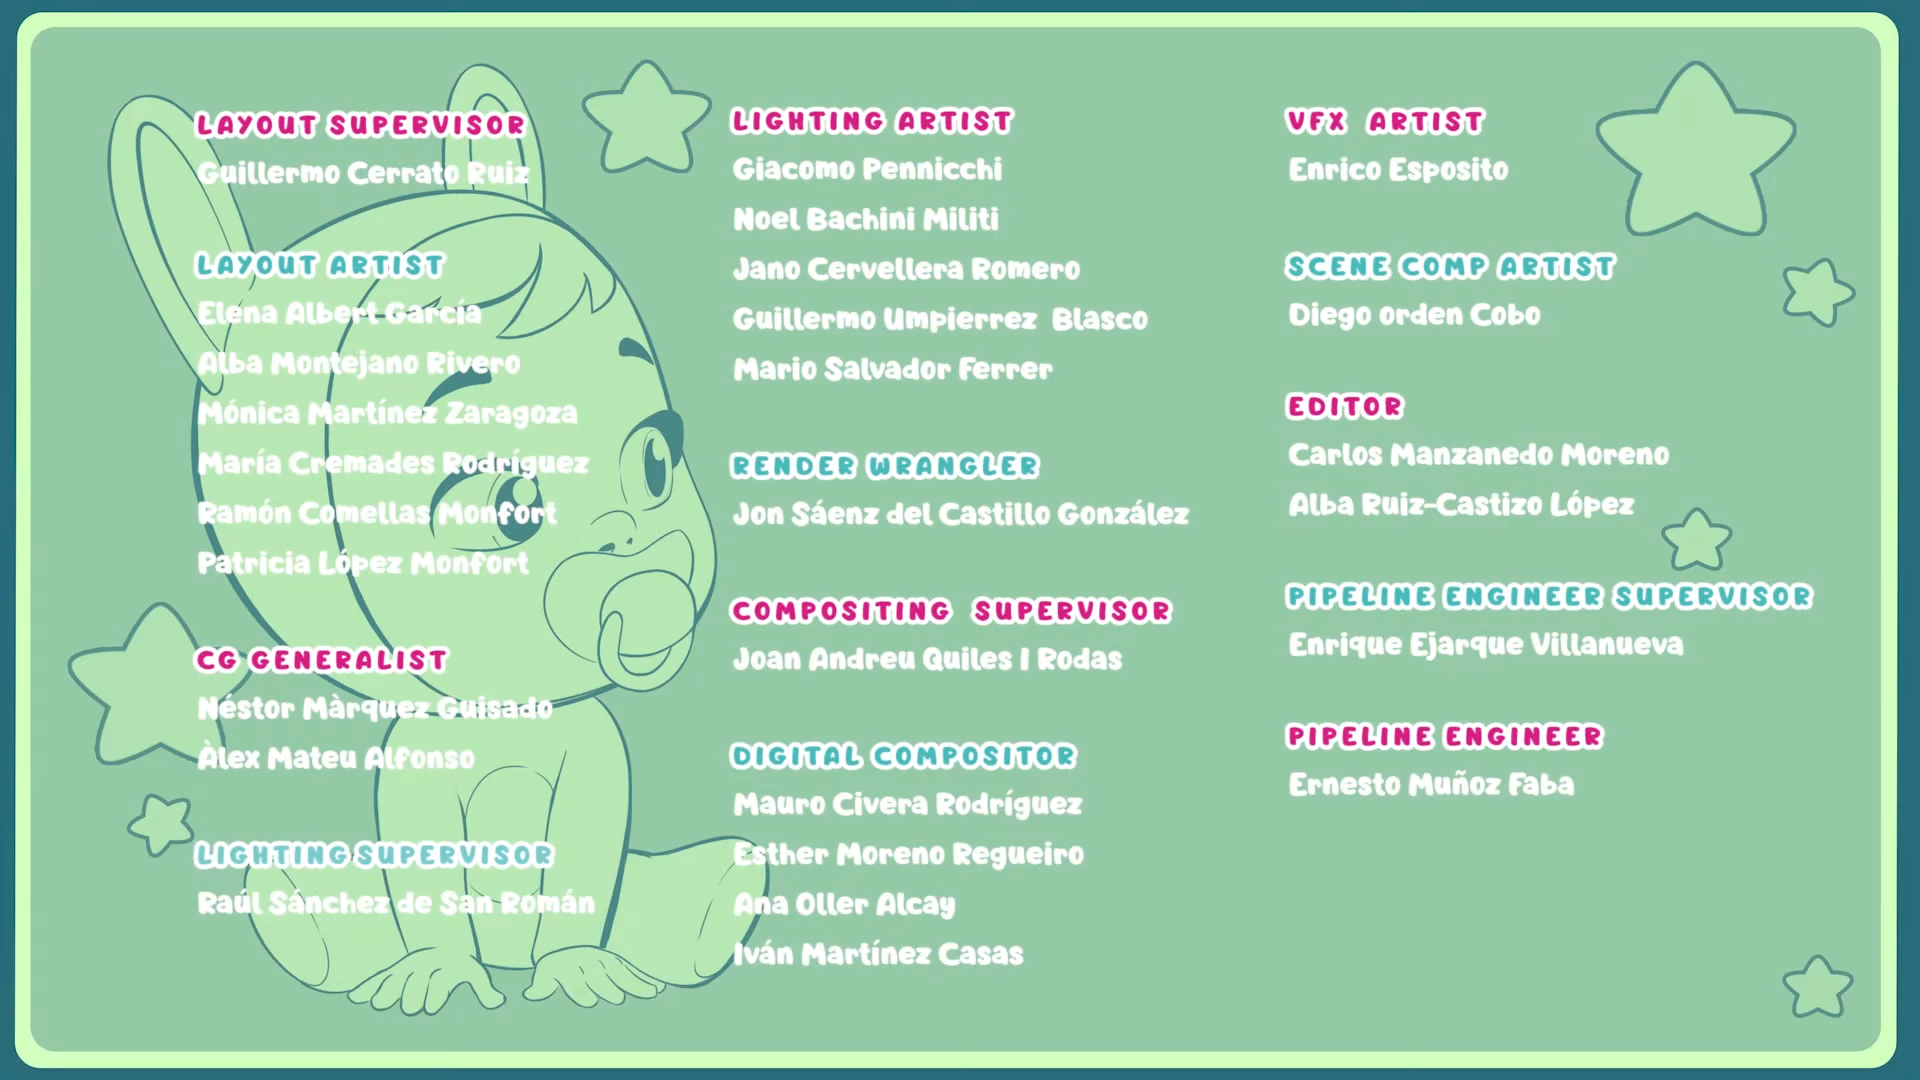 LAYOUT SUPERVISOR
Guillermo Cerrato Ruiz
LAYOUT ARTIST
Elena Albert García
Alba Montejano Rivero
Mónica Martínez Zaragoza
María Cremades Rodríguez
Ramón Comellas Monfort
Patricia López Monfort
CG GENERALIST
Néstor Màrquez Guisado
Àlex Mateu Alfonso
LIGHTING SUPERVISOR
Raúl Sánchez de San Román
LIGHTING ARTIST
Giacomo Pennicchi
Noel Bachini Militi
Jano Cervellera Romero
Guillermo Umpierrez Blasco
Mario Salvador Ferrer
RENDER WRANGLER
Jon Sáenz del Castillo González
COMPOSITING SUPERVISOR
Joan Andreu Quiles I Rodas
DIGITAL COMPOSITOR
Mauro Civera Rodríguez
Esther Moreno Regueiro
Ana Oller Alcay
Iván Martínez Casas
VFX ARTIST
Enrico Esposito
SCENE COMP ARTIST
Diego orden Cobo
EDITOR
Carlos Manzanedo Moreno
Alba Ruiz-Castizo López
PIPELINE ENGINEER SUPERVISOR
Enrique Ejarque Villanueva
PIPELINE ENGINEER
Ernesto Muñoz Faba